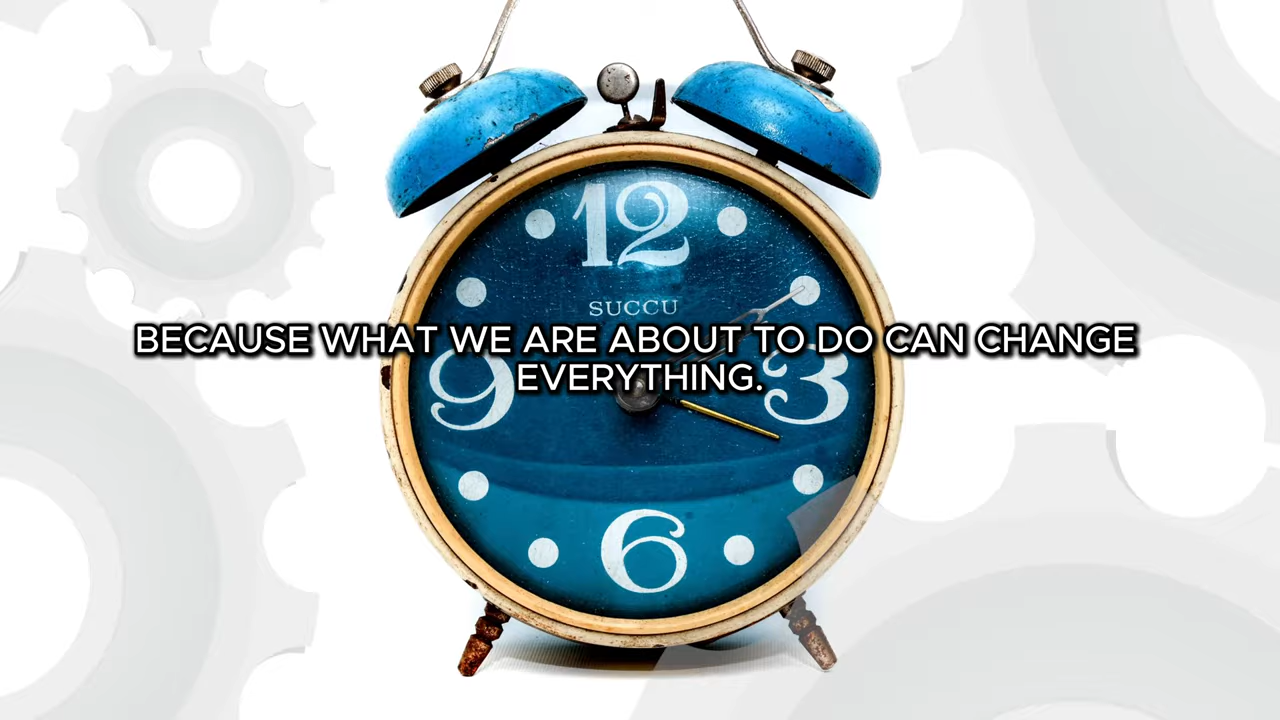 12
SUCCU
BECAUSE WHAT WE ARE ABOUT TO DO CAN CHANGE
EVERYTHING.
9
3
6